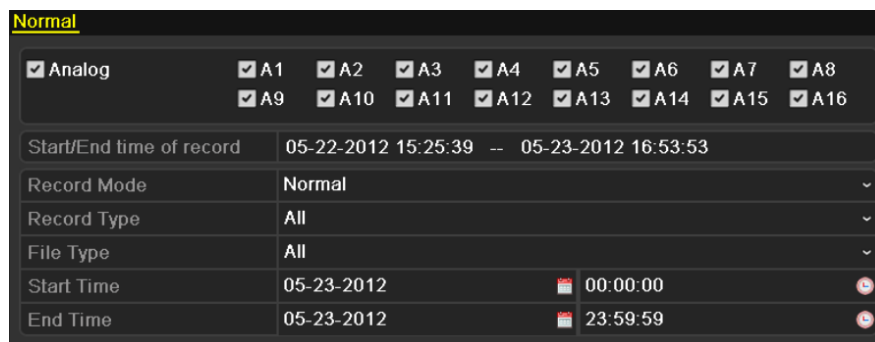 Normal
Analog A1 A2 A3 A4 A5 A6 A7 A8
A9 A10 A11 A12 A13 A14 A15 A16
Start/End time of record 05-22-2012 15:25:39 -- 05-23-2012 16:53:53
Record Mode Normal
Record Type All
File Type All
Start Time 05-23-2012 00:00:00
End Time 05-23-2012 23:59:59